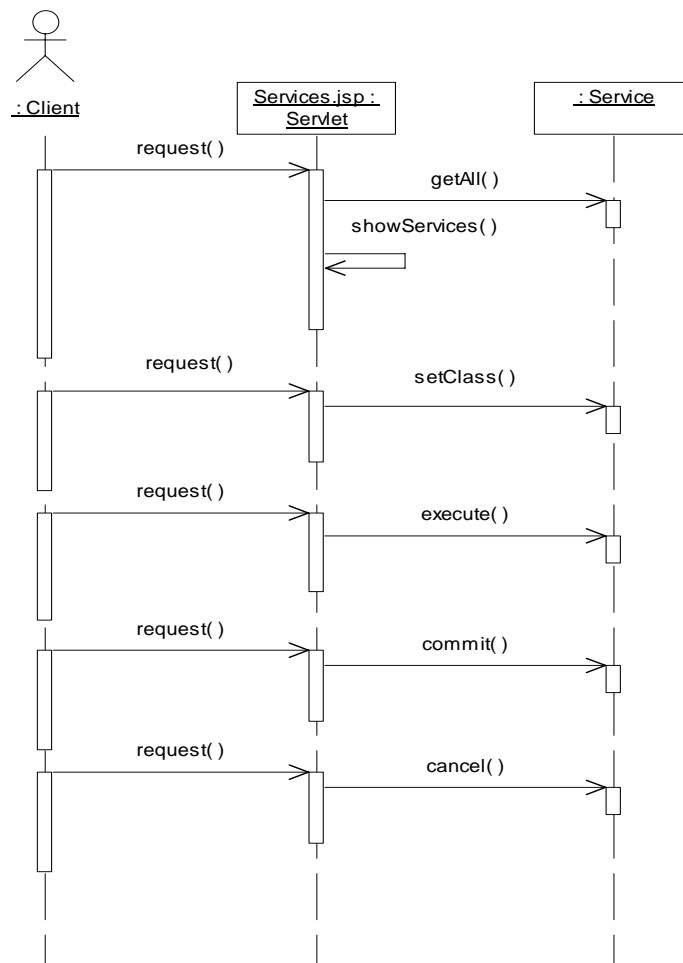 : Client
Services.jsp :
Servlet
: Service
request( )
getAll( )
showServices( )
request( )
setClass( )
request( )
execute( )
request( )
commit( )
request( )
cancel( )